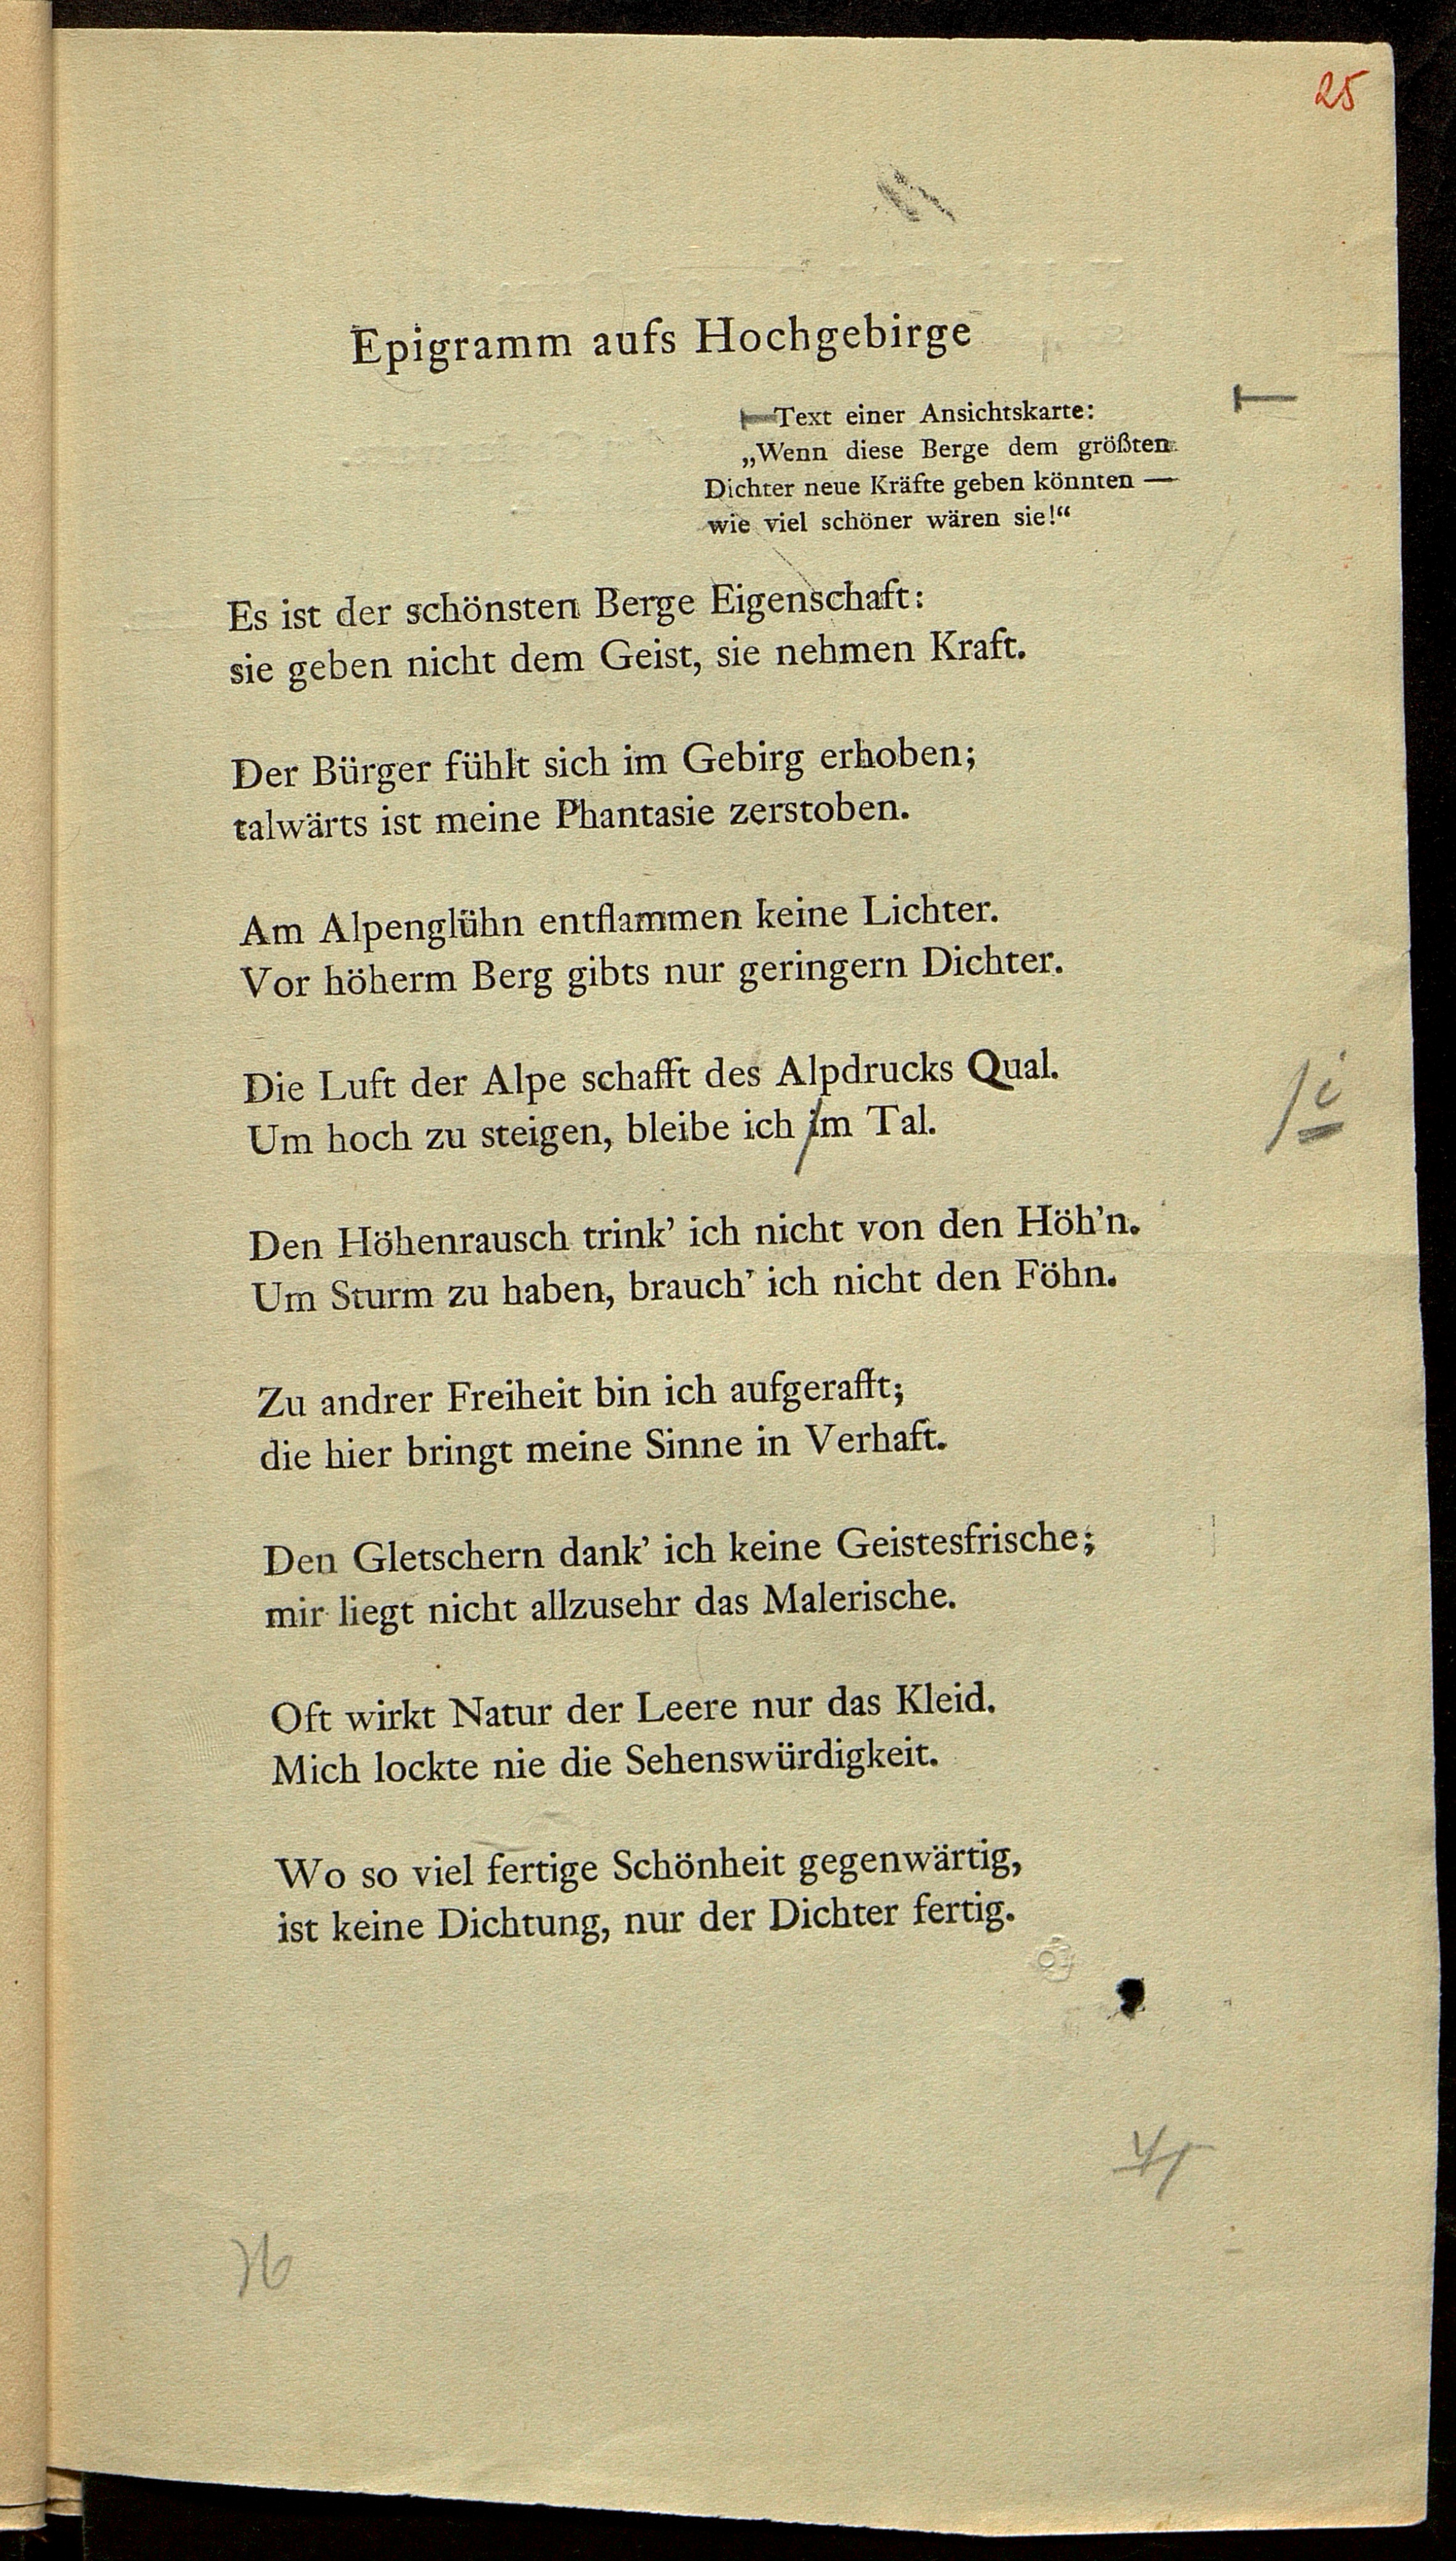 25
Epigramm aufs Hochgebirge
Text einer Ansichtskarte:
„Wenn diese Berge dem größten
Dichter neue Kräfte geben könnten —
wie viel schöner wären sie!“
Es ist der schönsten Berge Eigenschaft:
sie geben nicht dem Geist, sie nehmen Kraft.
Der Bürger fühlt sich im Gebirg erhoben;
talwärts ist meine Phantasie zerstoben.
Am Alpenglühn entflammen keine Lichter.
Vor höherm Berg gibts nur geringern Dichter.
Die Luft der Alpe schafft des Alpdrucks Qual.
Um hoch zu steigen, bleibe ich im Tal.
i
Den Höhenrausch trink’ ich nicht von den Höh’n.
Um Sturm zu haben, brauch’ ich nicht den Föhn.
Zu andrer Freiheit bin ich aufgerafft;
die hier bringt meine Sinne in Verhaft.
Den Gletschern dank’ ich keine Geistesfrische;
mir liegt nicht allzusehr das Malerische.
Oft wirkt Natur der Leere nur das Kleid.
Mich lockte nie die Sehenswürdigkeit.
Wo so viel fertige Schönheit gegenwärtig,
ist keine Dichtung, nur der Dichter fertig.